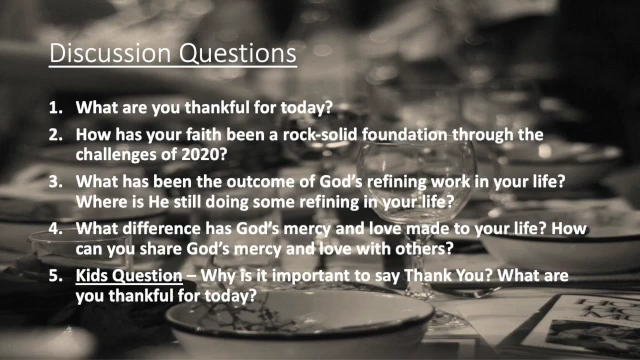 Discussion Questions
1. What are you thankful for today?
2. How has your faith been a rock-solid foundation through the
challenges of 2020?
3. What has been the outcome of God’s refining work in your life?
Where is He still doing some refining in your life?
4. What difference has God’s mercy and love made to your life? How
can you share God’s mercy and love with others?
5. Kids Question – Why is it important to say Thank You? What are
you thankful for today?